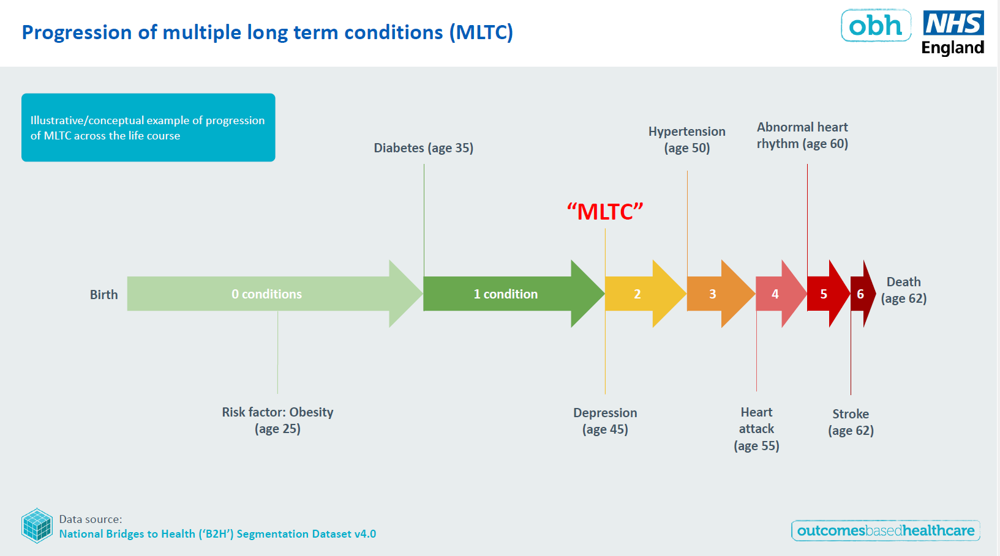 Progression of multiple long term conditions (MLTC)
obh
NHS
England
Illustrative/conceptual example of progression
of MLTC across the life course
Diabetes (age 35)
Hypertension
(age 50)
Abnormal heart
rhythm (age 60)
“MLTC”
Birth
0 conditions
1 condition
2
3
4
5
6
Death
(age 62)
Risk factor: Obesity
(age 25)
Depression
(age 45)
Heart
attack
(age 55)
Stroke
(age 62)
Data source:
National Bridges to Health (‘B2H’) Segmentation Dataset v4.0
outcomesbasedhealthcare